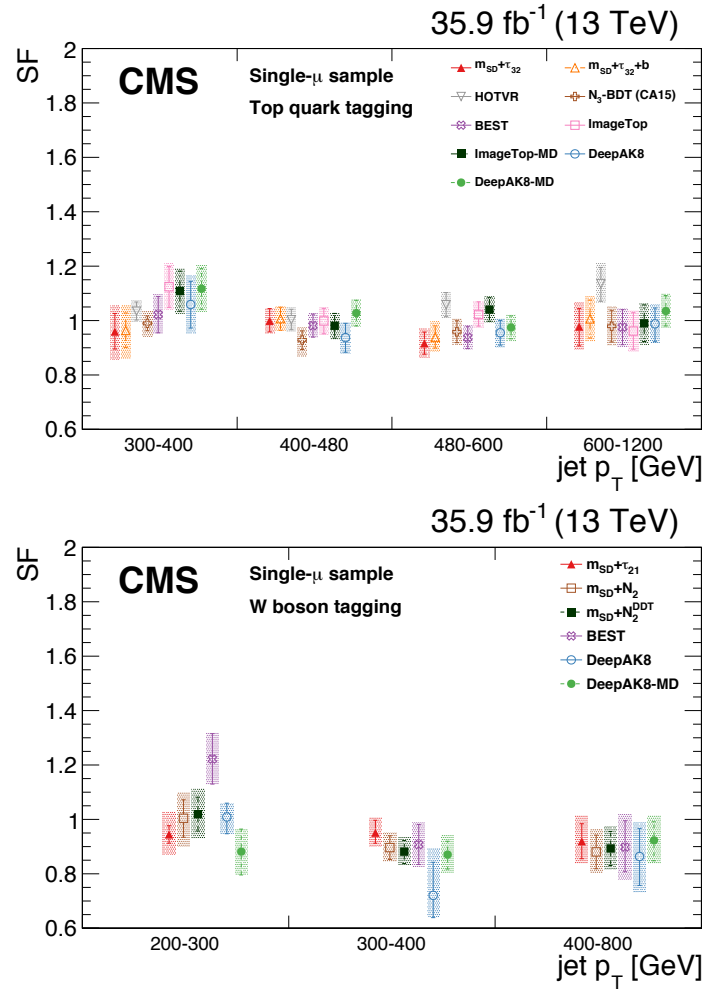 35.9 fb⁻¹ (13 TeV)
SF
2
1.8
1.6
1.4
1.2
1
0.8
0.6
CMS
Single-μ sample
Top quark tagging
m_SD+τ_32
m_SD+τ_32+b
HOTVR
N_3-BDT (CA15)
BEST
ImageTop
ImageTop-MD
DeepAK8
DeepAK8-MD
300-400 400-480 480-600 600-1200
jet p_T [GeV]
35.9 fb⁻¹ (13 TeV)
SF
2
1.8
1.6
1.4
1.2
1
0.8
0.6
CMS
Single-μ sample
W boson tagging
m_SD+τ_21
m_SD+N_2
m_SD+N_2^DDT
BEST
DeepAK8
DeepAK8-MD
200-300 300-400 400-800
jet p_T [GeV]